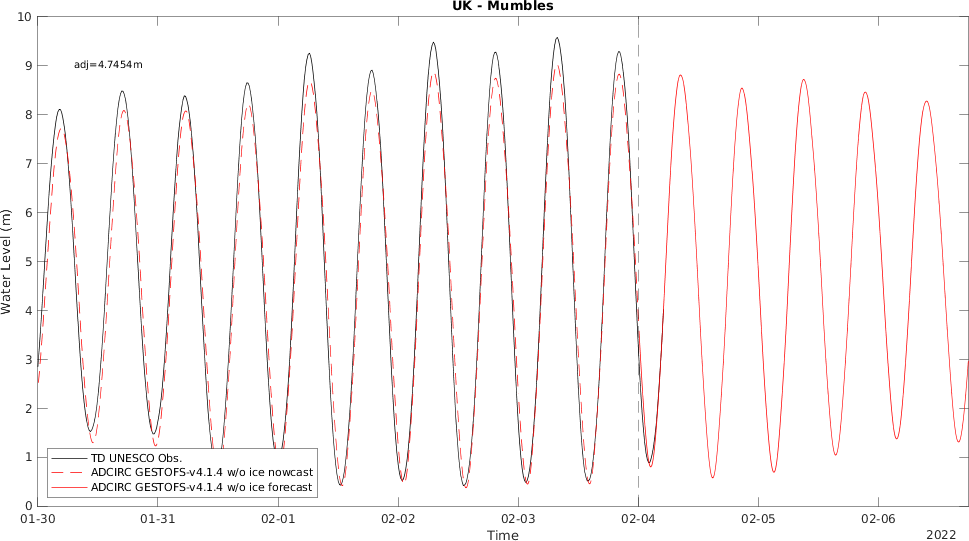 UK - Mumbles
10
9
8
7
6
5
4
3
2
1
0
Water Level (m)
adj=4.7454m
TD UNESCO Obs.
ADCIRC GESTOFS-v4.1.4 w/o ice nowcast
ADCIRC GESTOFS-v4.1.4 w/o ice forecast
01-30 01-31 02-01 02-02 02-03 02-04 02-05 02-06
Time
2022